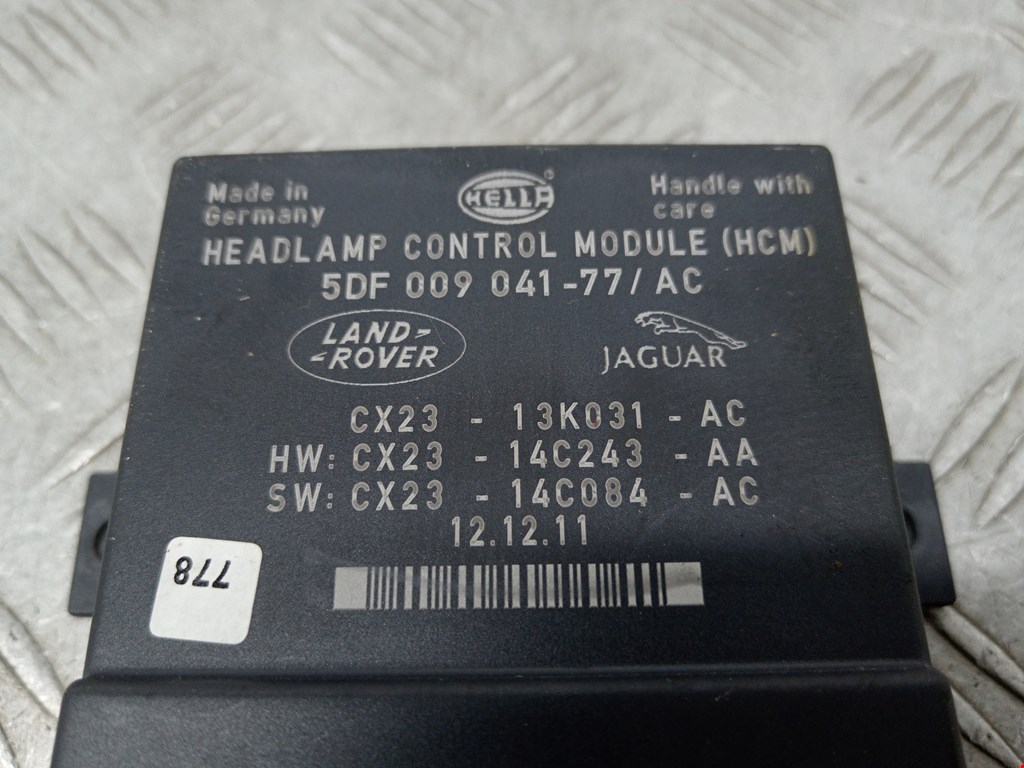 Made in
Germany
HELLA
Handle with
care
HEADLAMP CONTROL MODULE (HCM)
5DF 009 041-77/ AC
LAND-
-ROVER
JAGUAR
CX23 - 13K031 - AC
HW: CX23 - 14C243 - AA
SW: CX23 - 14C084 - AC
12.12.11
778